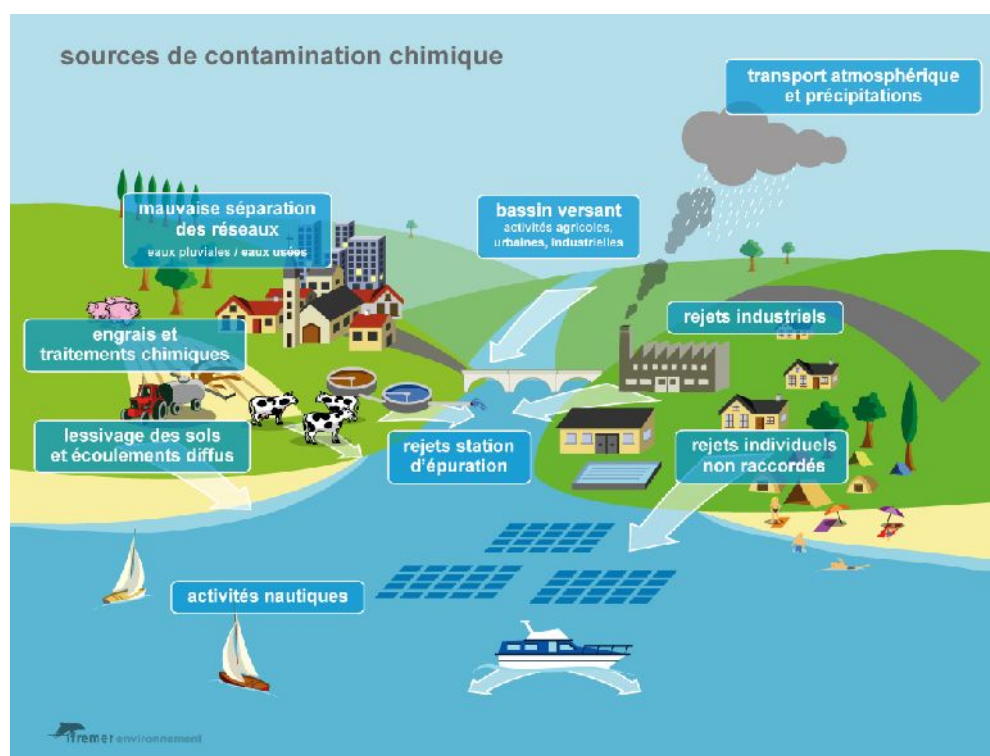 sources de contamination chimique
transport atmosphérique
et précipitations
mauvaise séparation
des réseaux
eaux pluviales / eaux usées
bassin versant
activités agricoles,
urbaines, industrielles
engrais et
traitements chimiques
rejets industriels
lessivage des sols
et écoulements diffus
rejets station
d'épuration
rejets individuels
non raccordés
activités nautiques
ifremer environnement